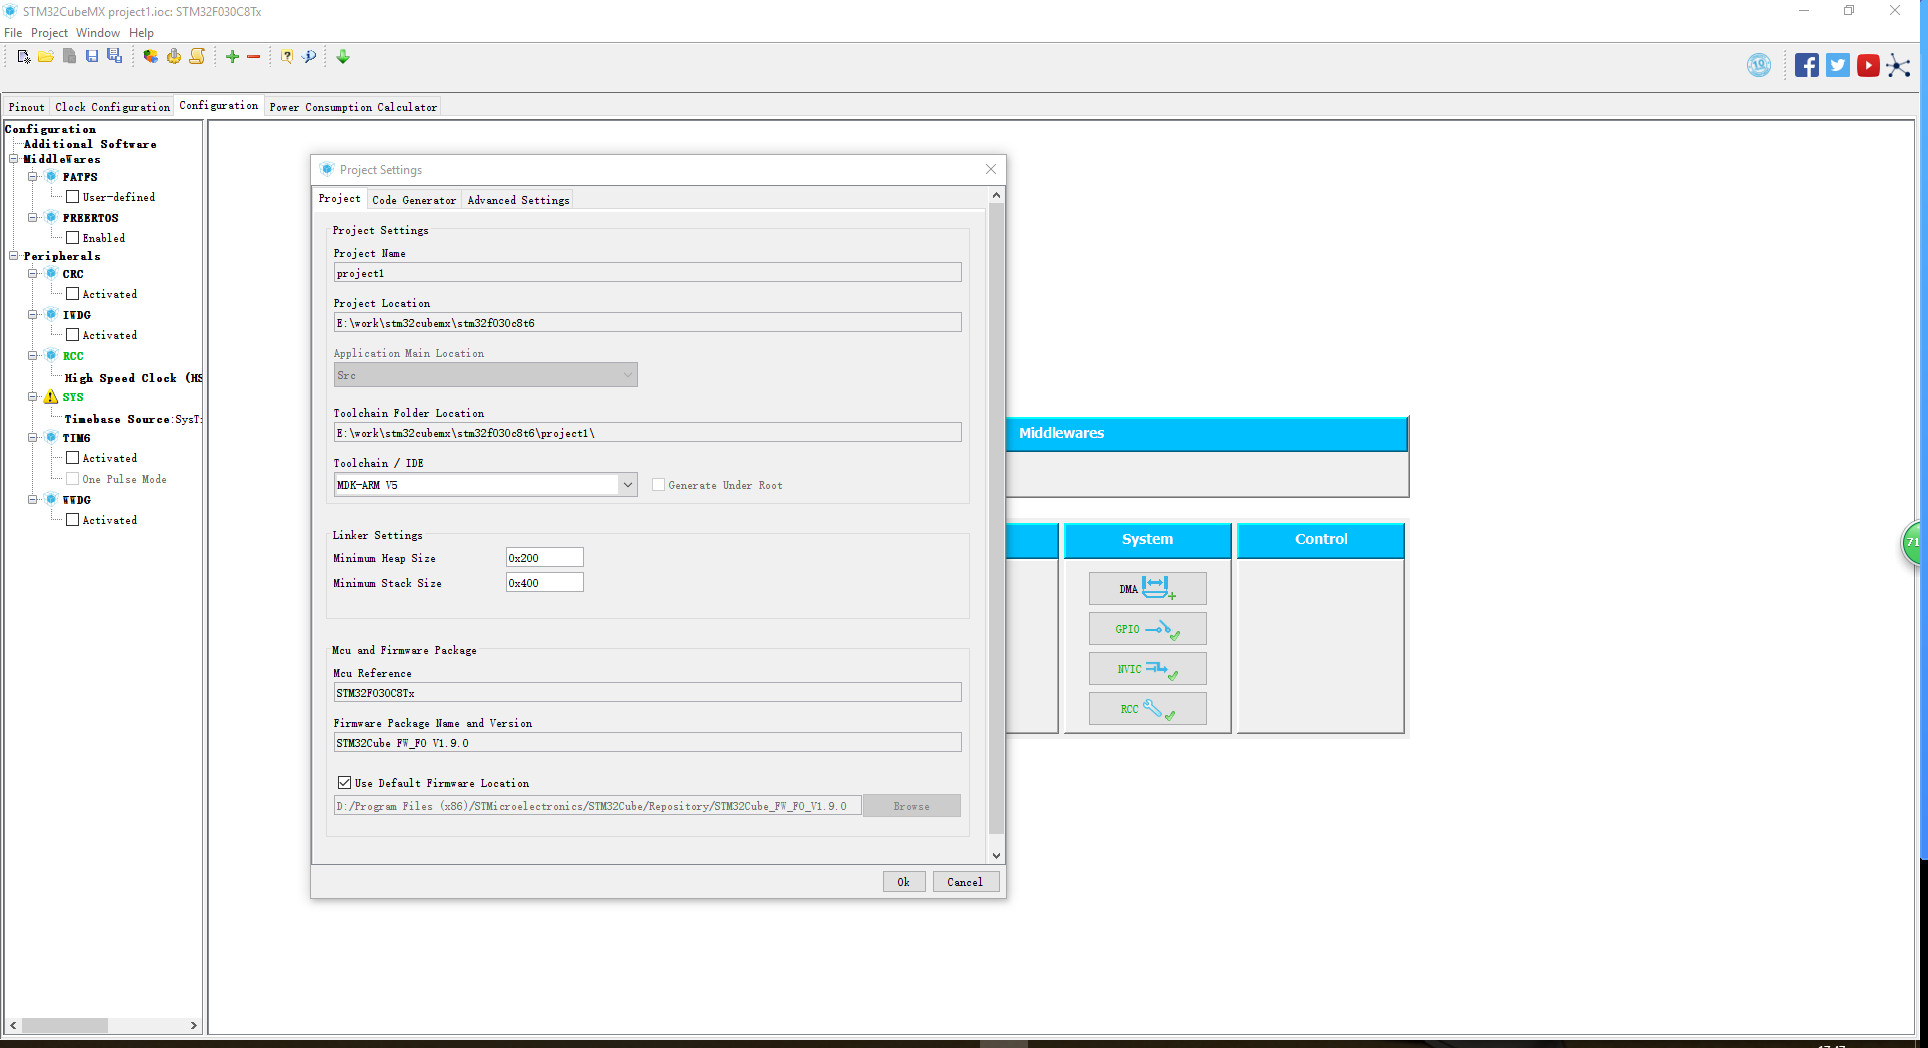 STM32CubeMX project1.ioc: STM32F030C8Tx
File Project Window Help
Pinout Clock Configuration Configuration Power Consumption Calculator
Configuration
Additional Software
MiddleWares
FATFS
User-defined
FREERTOS
Enabled
Peripherals
CRC
Activated
IWDG
Activated
RCC
High Speed Clock (HS
SYS
Timebase Source:SysT
TIM6
Activated
One Pulse Mode
WWDG
Activated
Project Settings
Project Code Generator Advanced Settings
Project Settings
Project Name
project1
Project Location
E:\work\stm32cubemx\stm32f030c8t6
Application Main Location
Src
Toolchain Folder Location
E:\work\stm32cubemx\stm32f030c8t6\project1\
Toolchain / IDE
MDK-ARM V5
Generate Under Root
Linker Settings
Minimum Heap Size 0x200
Minimum Stack Size 0x400
Mcu and Firmware Package
Mcu Reference
STM32F030C8Tx
Firmware Package Name and Version
STM32Cube FW_F0 V1.9.0
Use Default Firmware Location
D:/Program Files (x86)/STMicroelectronics/STM32Cube/Repository/STM32Cube_FW_F0_V1.9.0 Browse
Ok Cancel
Middlewares
System
Control
DMA
GPIO
NVIC
RCC
71